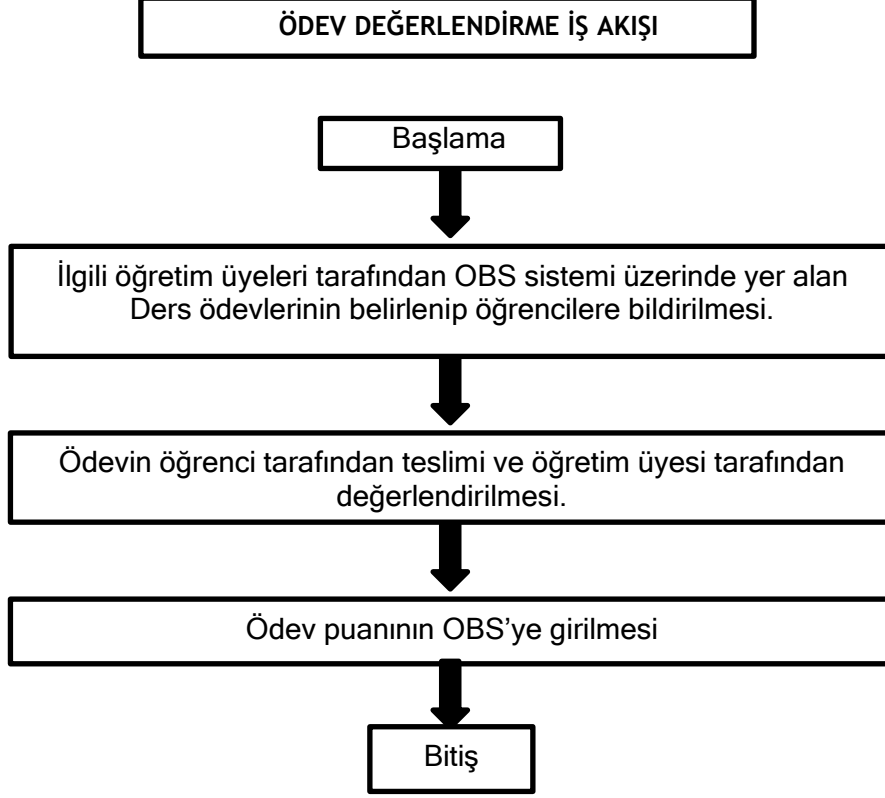 ÖDEV DEĞERLENDİRME İŞ AKIŞI
Başlama
İlgili öğretim üyeleri tarafından OBS sistemi üzerinde yer alan
Ders ödevlerinin belirlenip öğrencilere bildirilmesi.
Ödevin öğrenci tarafından teslimi ve öğretim üyesi tarafından
değerlendirilmesi.
Ödev puanının OBS’ye girilmesi
Bitiş